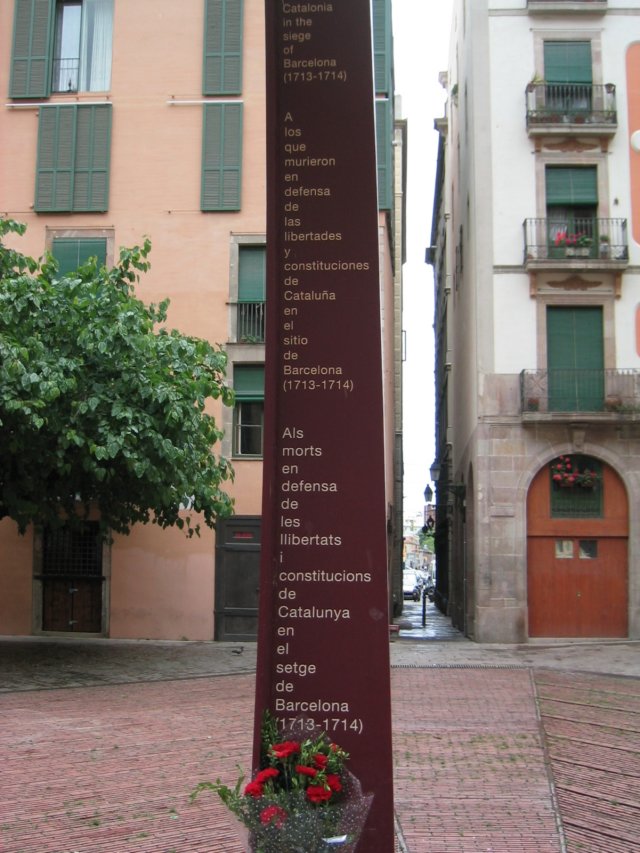 Catalonia
in the
siege
of
Barcelona
(1713-1714)
A
los
que
murieron
en
defensa
de
las
libertades
y
constituciones
de
Cataluña
en
el
sitio
de
Barcelona
(1713-1714)
Als
morts
en
defensa
de
les
llibertats
i
constitucions
de
Catalunya
en
el
setge
de
Barcelona
(1713-1714)